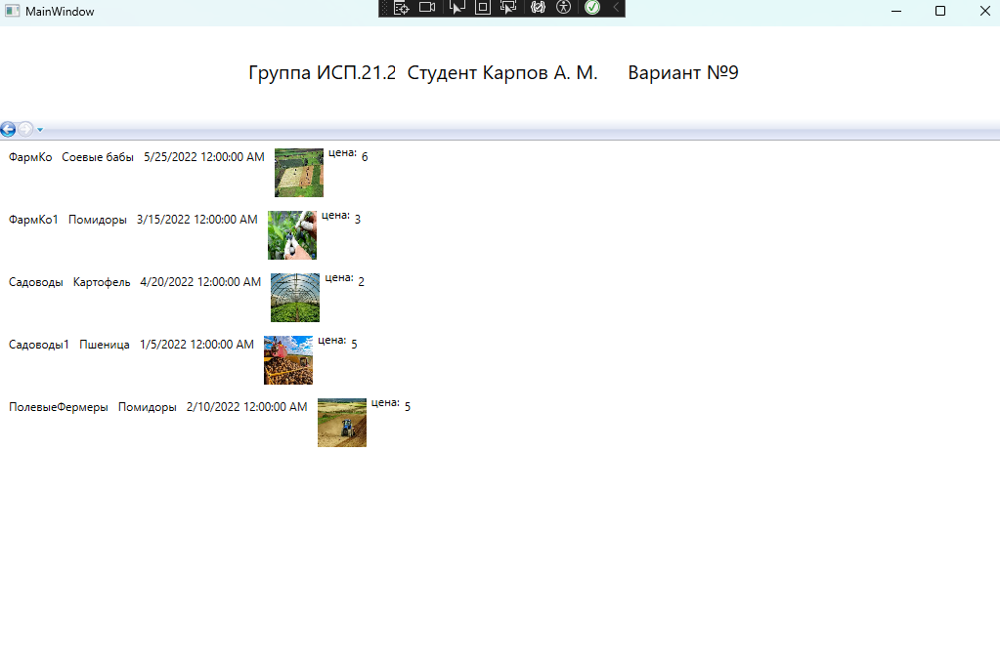 MainWindow
Группа ИСП.21.2 Студент Карпов А. М. Вариант №9
ФармКо Соевые бабы 5/25/2022 12:00:00 AM цена: 6
ФармКо1 Помидоры 3/15/2022 12:00:00 AM цена: 3
Садоводы Картофель 4/20/2022 12:00:00 AM цена: 2
Садоводы1 Пшеница 1/5/2022 12:00:00 AM цена: 5
ПолевыеФермеры Помидоры 2/10/2022 12:00:00 AM цена: 5